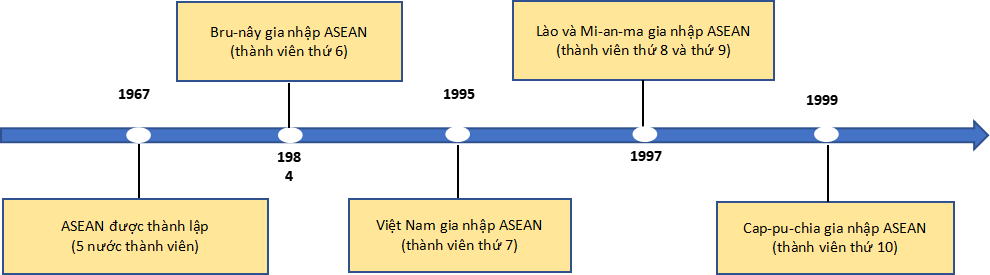 Bru-nây gia nhập ASEAN
(thành viên thứ 6)
Lào và Mi-an-ma gia nhập ASEAN
(thành viên thứ 8 và thứ 9)
1967
1995
1999
198
4
1997
ASEAN được thành lập
(5 nước thành viên)
Việt Nam gia nhập ASEAN
(thành viên thứ 7)
Cap-pu-chia gia nhập ASEAN
(thành viên thứ 10)